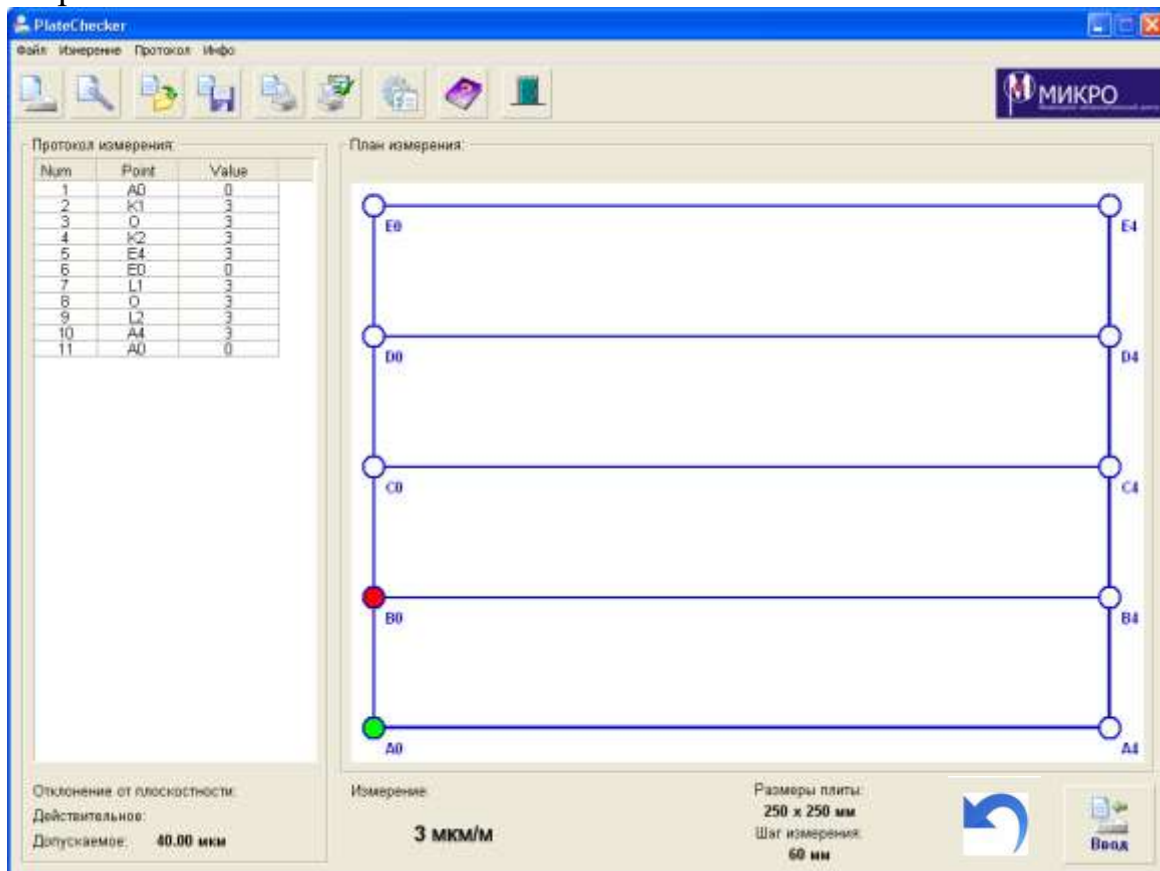 PlateChecker
Файл Измерение Протокол Инфо
МИКРО
Протокол измерения:
Num Point Value
1 A0 0
2 K1 3
3 O 3
4 K2 3
5 E4 3
6 E0 0
7 L1 3
8 O 3
9 L2 3
10 A4 3
11 A0 0
План измерения:
E0 E4
D0 D4
C0 C4
B0 B4
A0 A4
Отклонение от плоскостности:
Действительное:
Допускаемое: 40.00 мкм
Измерение:
3 мкм/м
Размеры плиты:
250 x 250 мм
Шаг измерения:
60 мм
Ввод